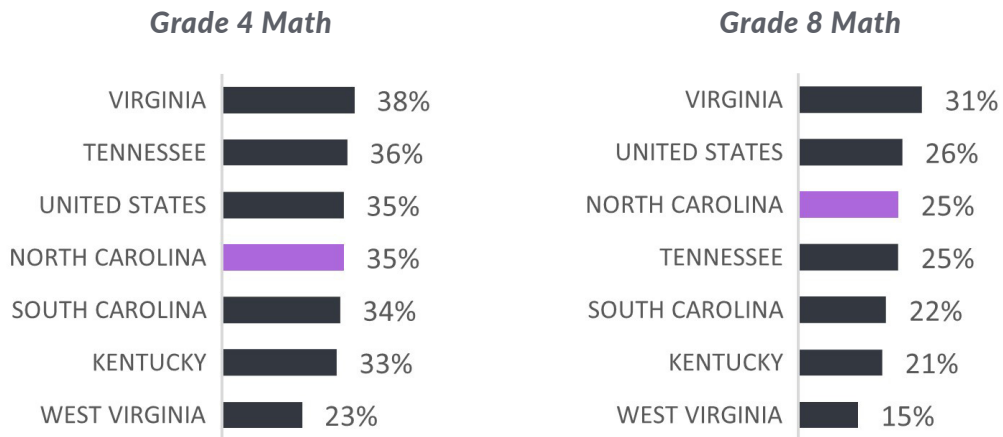 Grade 4 Math
VIRGINIA 38%
TENNESSEE 36%
UNITED STATES 35%
NORTH CAROLINA 35%
SOUTH CAROLINA 34%
KENTUCKY 33%
WEST VIRGINIA 23%
Grade 8 Math
VIRGINIA 31%
UNITED STATES 26%
NORTH CAROLINA 25%
TENNESSEE 25%
SOUTH CAROLINA 22%
KENTUCKY 21%
WEST VIRGINIA 15%